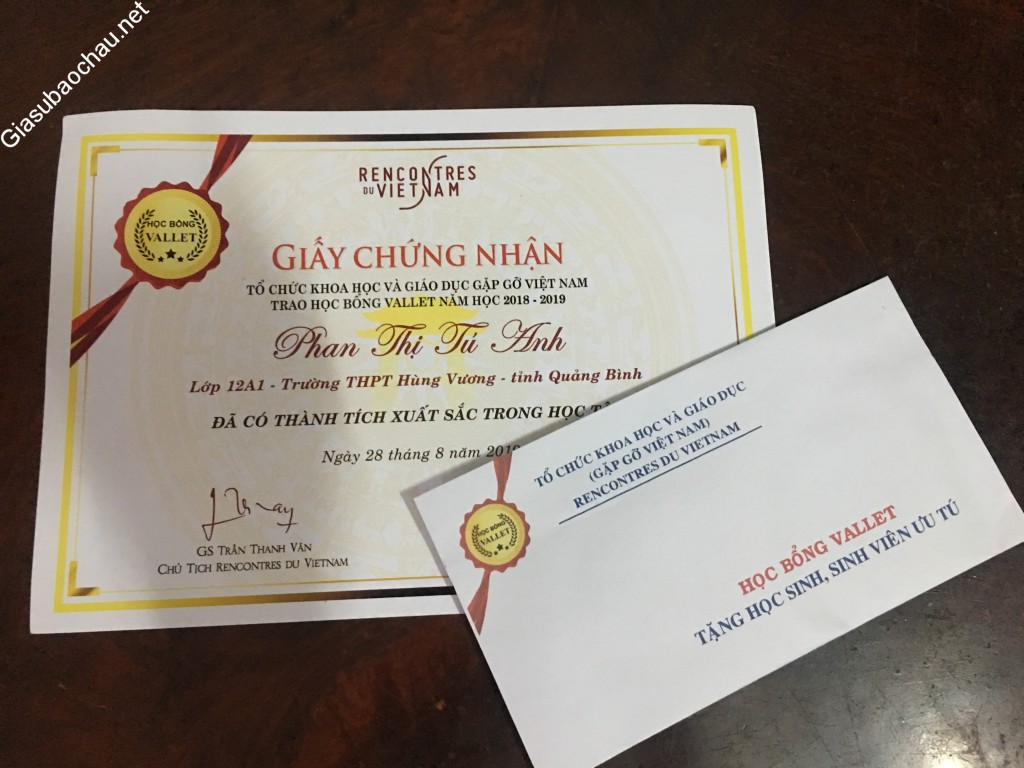 Giasubaochau.net
RENCONTRES
DU VIETNAM
HỌC BỔNG
VALLET
GIẤY CHỨNG NHẬN
TỔ CHỨC KHOA HỌC VÀ GIÁO DỤC GẶP GỠ VIỆT NAM
TRAO HỌC BỔNG VALLET NĂM HỌC 2018 - 2019
Phan Thị Tú Anh
Lớp 12A1 - Trường THPT Hùng Vương - tỉnh Quảng Bình
ĐÃ CÓ THÀNH TÍCH XUẤT SẮC TRONG HỌC
Ngày 28 tháng 8 năm
GS TRẦN THANH VÂN
CHỦ TỊCH RENCONTRES DU VIETNAM
TỔ CHỨC KHOA HỌC VÀ GIÁO DỤC
(GẶP GỠ VIỆT NAM)
RENCONTRES DU VIETNAM
HỌC BỔNG
VALLET
HỌC BỔNG VALLET
TẶNG HỌC SINH, SINH VIÊN ƯU TÚ